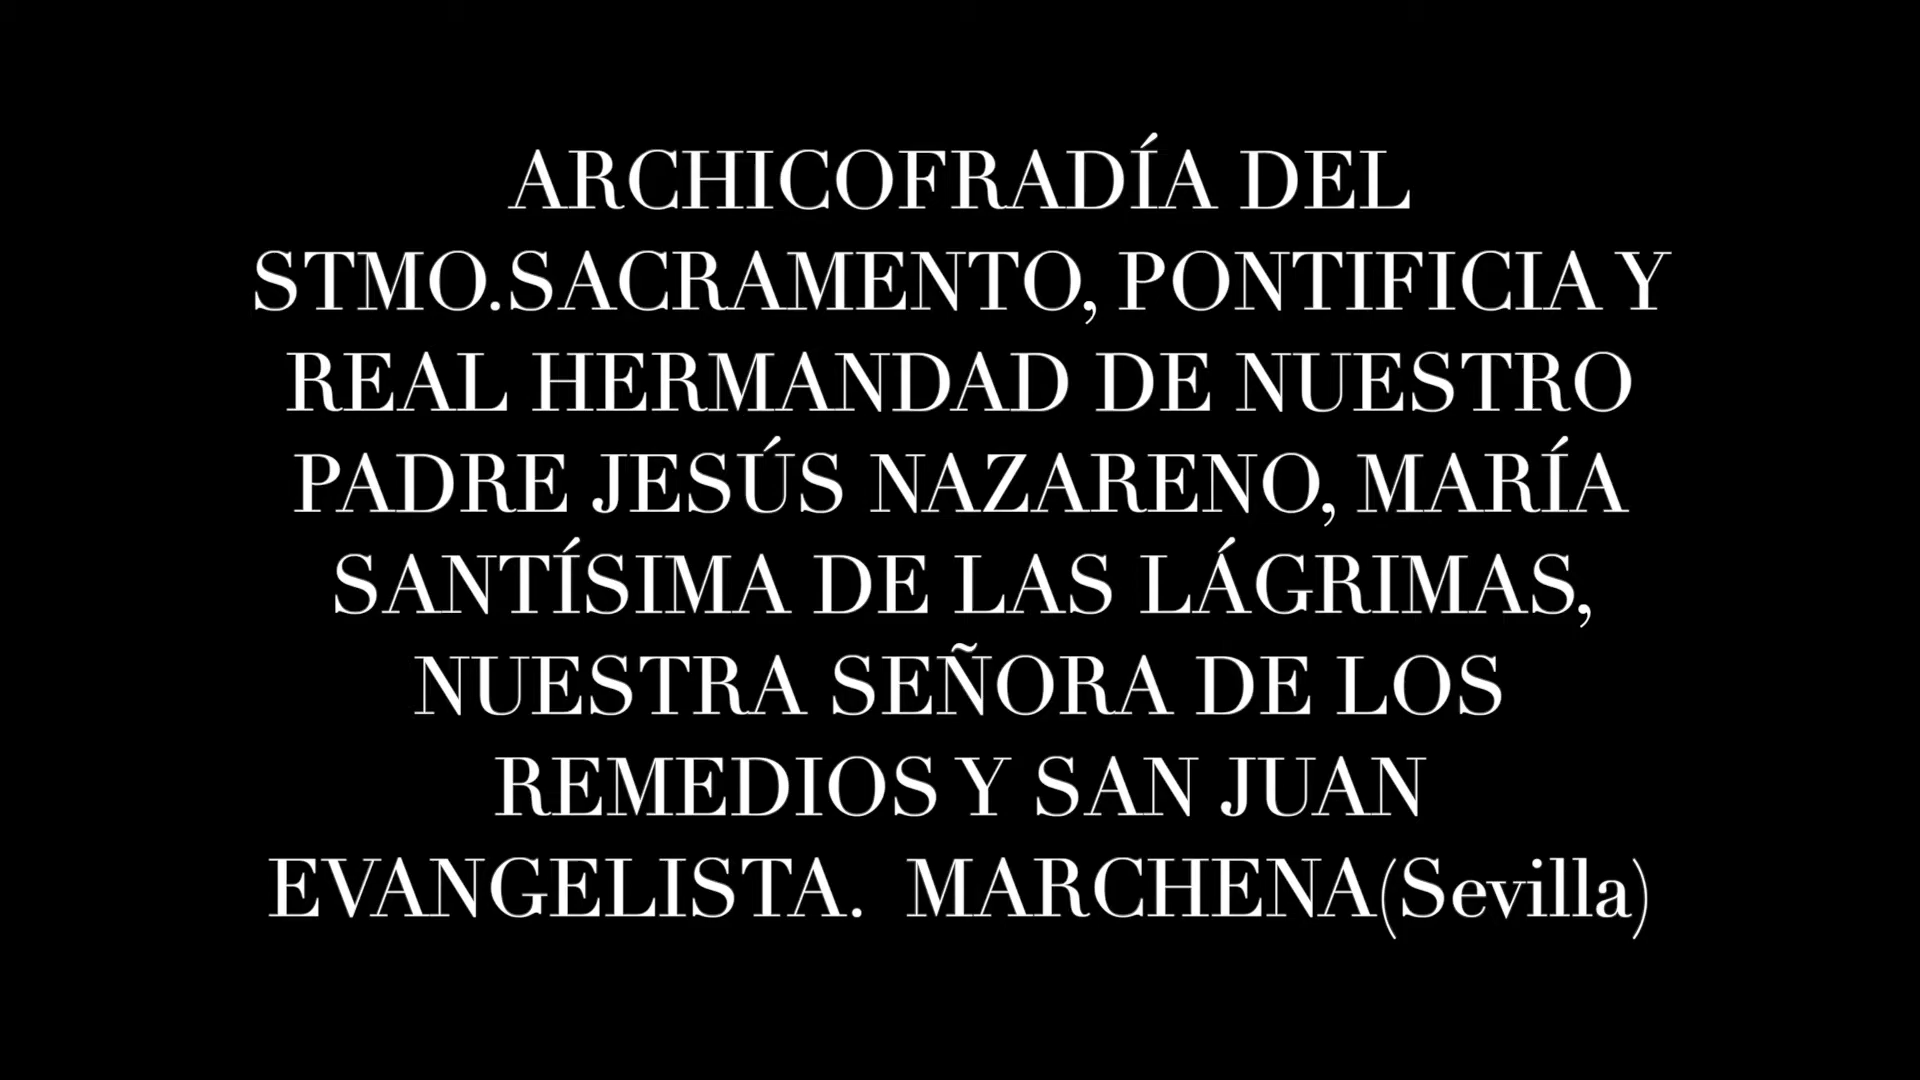 ARCHICOFRADÍA DEL
STMO.SACRAMENTO, PONTIFICIA Y
REAL HERMANDAD DE NUESTRO
PADRE JESÚS NAZARENO, MARÍA
SANTÍSIMA DE LAS LÁGRIMAS,
NUESTRA SEÑORA DE LOS
REMEDIOS Y SAN JUAN
EVANGELISTA.  MARCHENA(Sevilla)